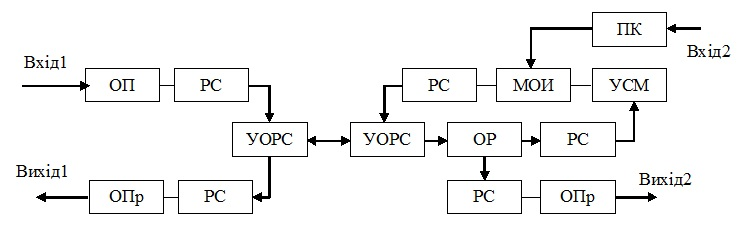 ПК
Вхід1
Вхід2
ОП
РС
РС
МОИ
УСМ
УОРС
УОРС
ОР
РС
Вихід1
ОПр
РС
РС
ОПр
Вихід2